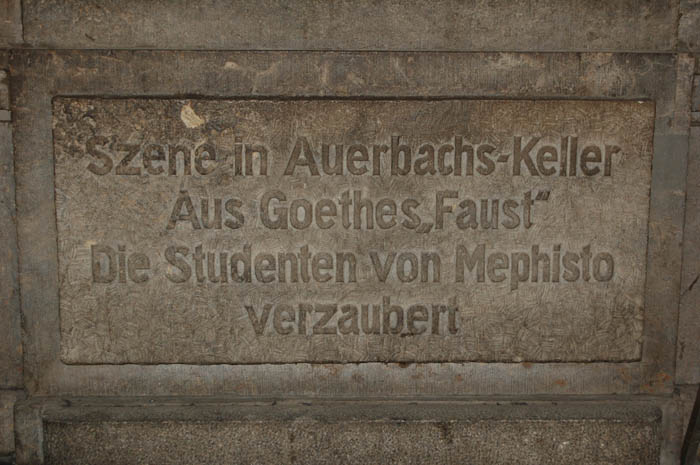 Szene in Auerbachs-Keller
Aus Goethes „Faust“
Die Studenten von Mephisto
verzaubert